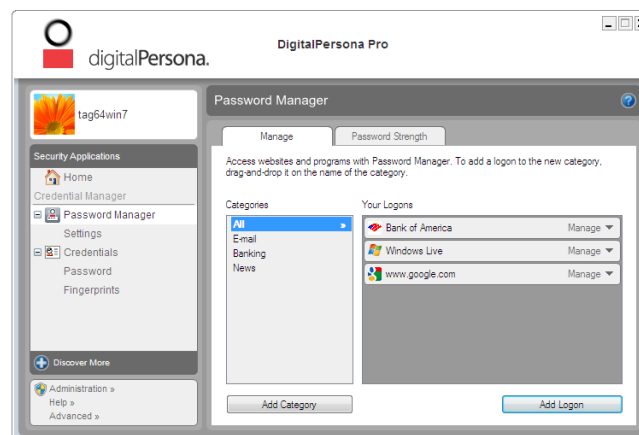 DigitalPersona Pro
digitalPersona.
tag64win7
Security Applications
Home
Credential Manager
Password Manager
Settings
Credentials
Password
Fingerprints
Discover More
Administration »
Help »
Advanced »
Password Manager
Manage
Password Strength
Access websites and programs with Password Manager. To add a logon to the new category,
drag-and-drop it on the name of the category.
Categories
All »
E-mail
Banking
News
Add Category
Your Logons
Bank of America Manage
Windows Live Manage
www.google.com Manage
Add Logon